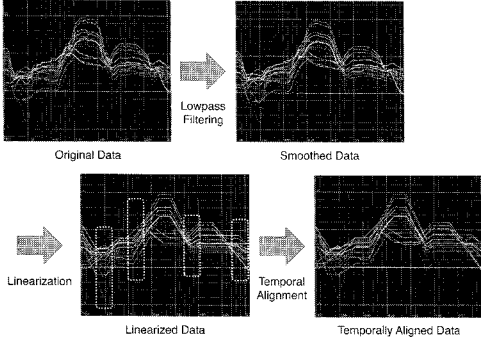 Lowpass
Filtering
Original Data
Smoothed Data
Linearization
Temporal
Alignment
Linearized Data
Temporally Aligned Data